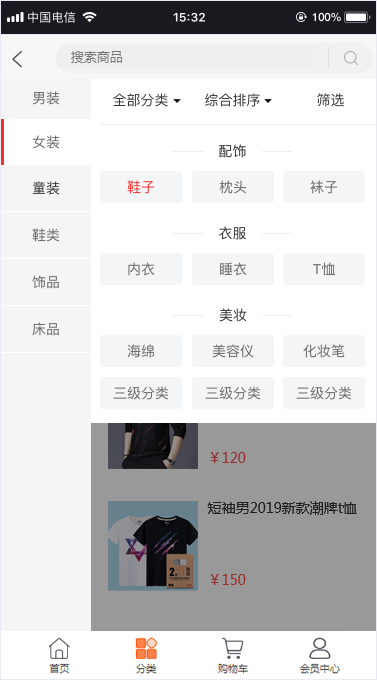 中国电信 15:32 100%
搜索商品
男装
女装
童装
鞋类
饰品
床品
全部分类 综合排序 筛选
配饰
鞋子 枕头 袜子
衣服
内衣 睡衣 T恤
美妆
海绵 美容仪 化妆笔
三级分类 三级分类 三级分类
￥120
短袖男2019新款潮牌t恤
￥150
首页 分类 购物车 会员中心